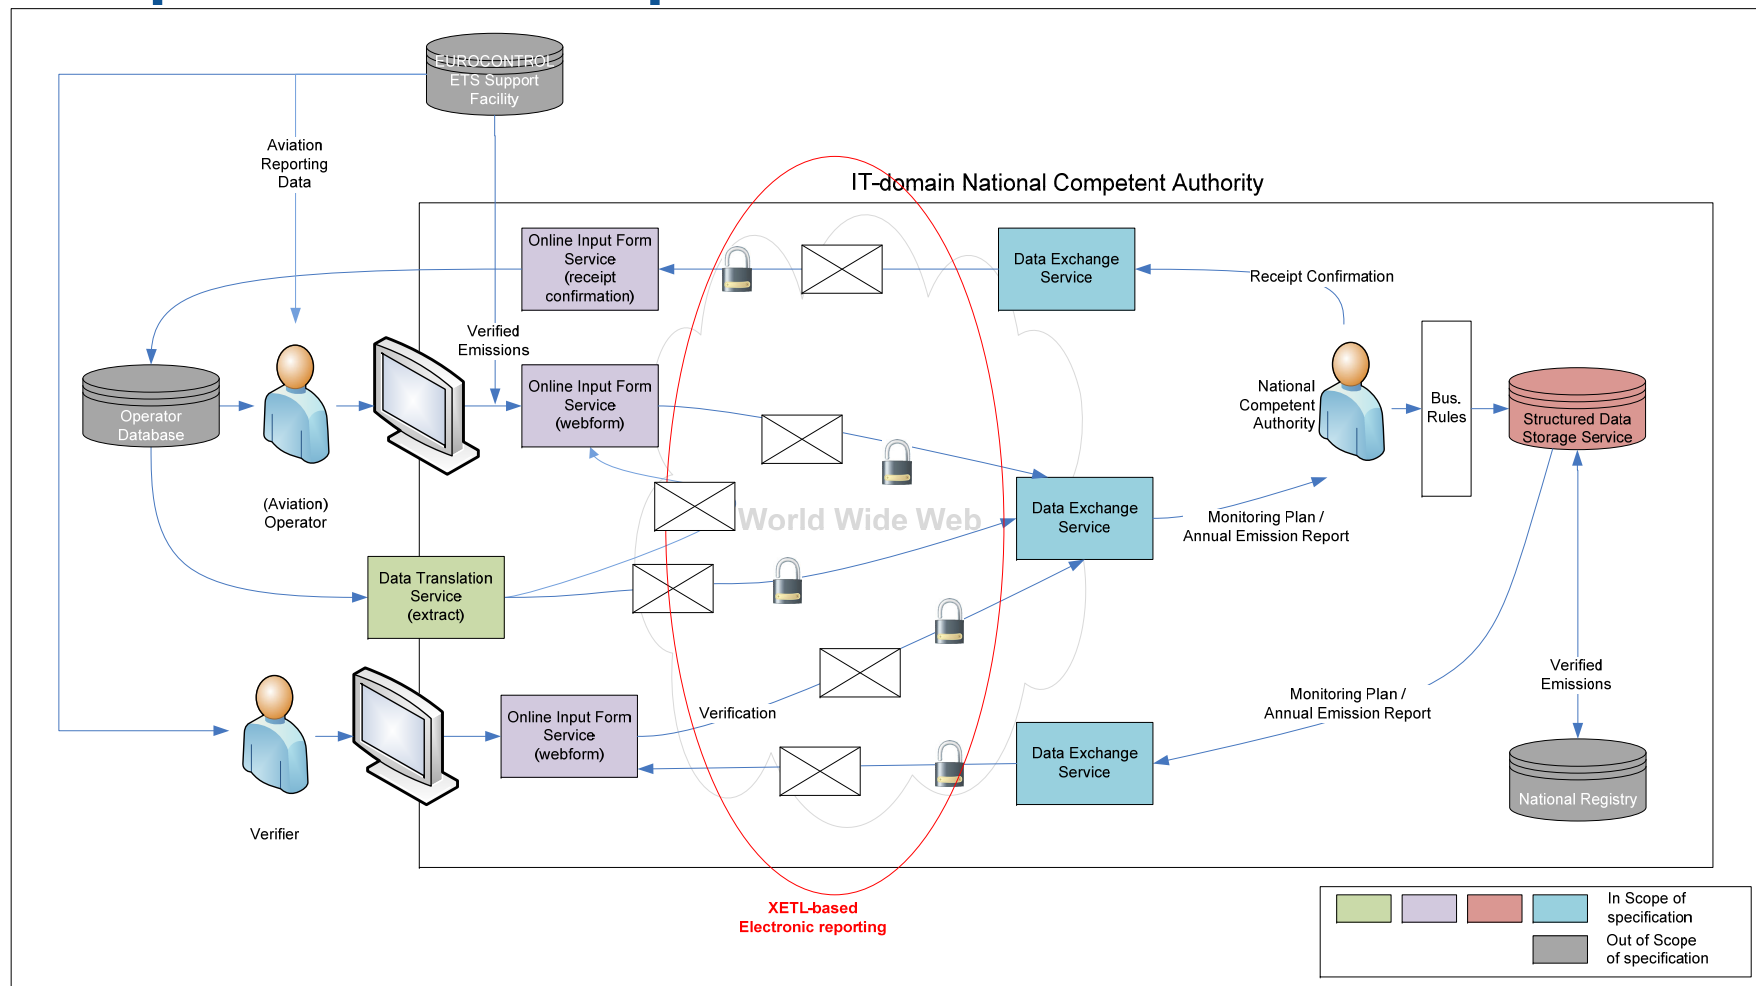 EUROCONTROL
ETS Support
Facility
Aviation
Reporting
Data
IT-domain National Competent Authority
Online Input Form
Service
(receipt
confirmation)
Data Exchange
Service
Receipt Confirmation
Verified
Emissions
Online Input Form
Service
(webform)
Operator
Database
National
Competent
Authority
Bus.
Rules
Structured Data
Storage Service
(Aviation)
Operator
World Wide Web
Data Exchange
Service
Monitoring Plan /
Annual Emission Report
Data Translation
Service
(extract)
Verified
Emissions
Monitoring Plan /
Annual Emission Report
Online Input Form
Service
(webform)
Verification
Data Exchange
Service
National Registry
Verifier
XETL-based
Electronic reporting
In Scope of
specification
Out of Scope
of specification